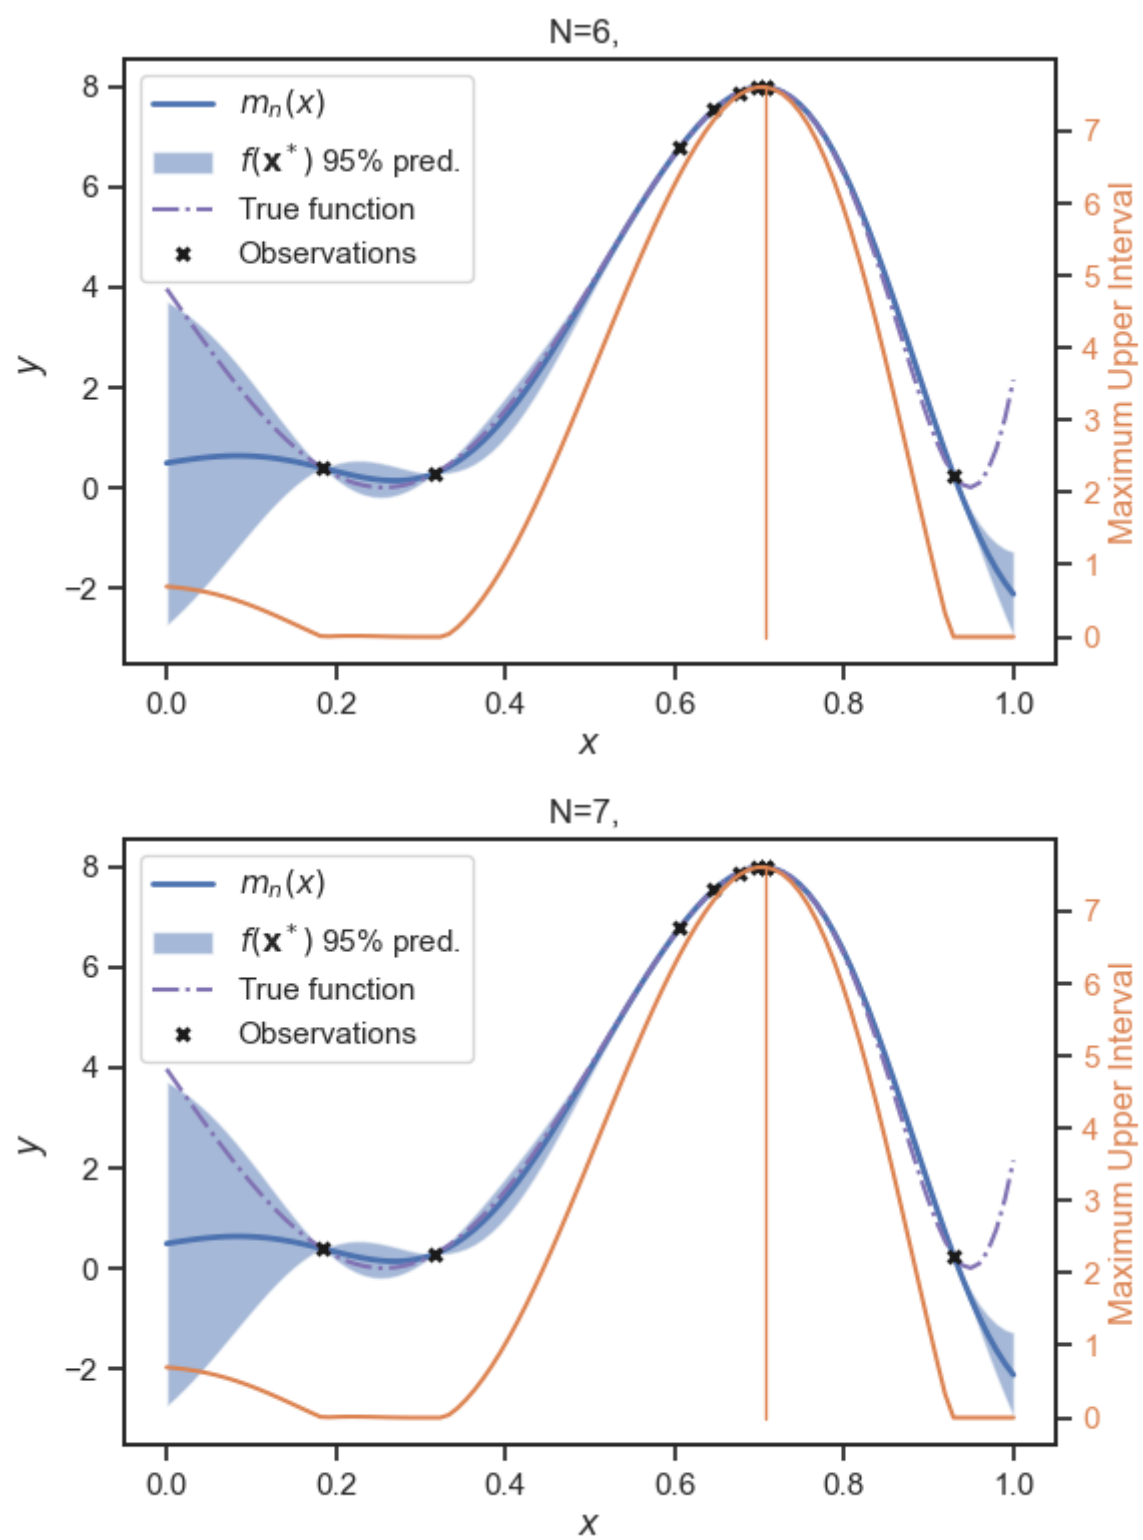 N=6,
8
6
4
2
0
−2
y
mₙ(x)
f(𝐱*) 95% pred.
True function
Observations
7
6
5
4
3
2
1
0
Maximum Upper Interval
0.0 0.2 0.4 0.6 0.8 1.0
x
N=7,
8
6
4
2
0
−2
y
mₙ(x)
f(𝐱*) 95% pred.
True function
Observations
7
6
5
4
3
2
1
0
Maximum Upper Interval
0.0 0.2 0.4 0.6 0.8 1.0
x